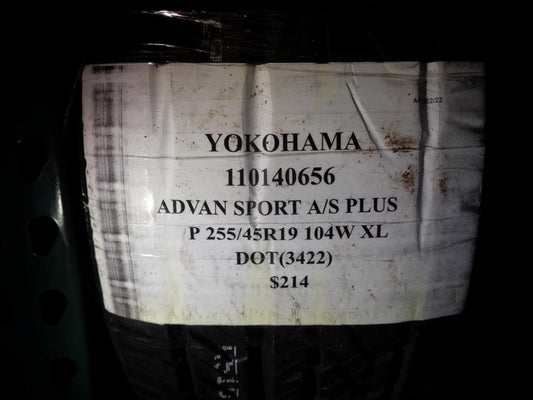 YOKOHAMA
110140656
ADVAN SPORT A/S PLUS
P 255/45R19 104W XL
DOT(3422)
$214